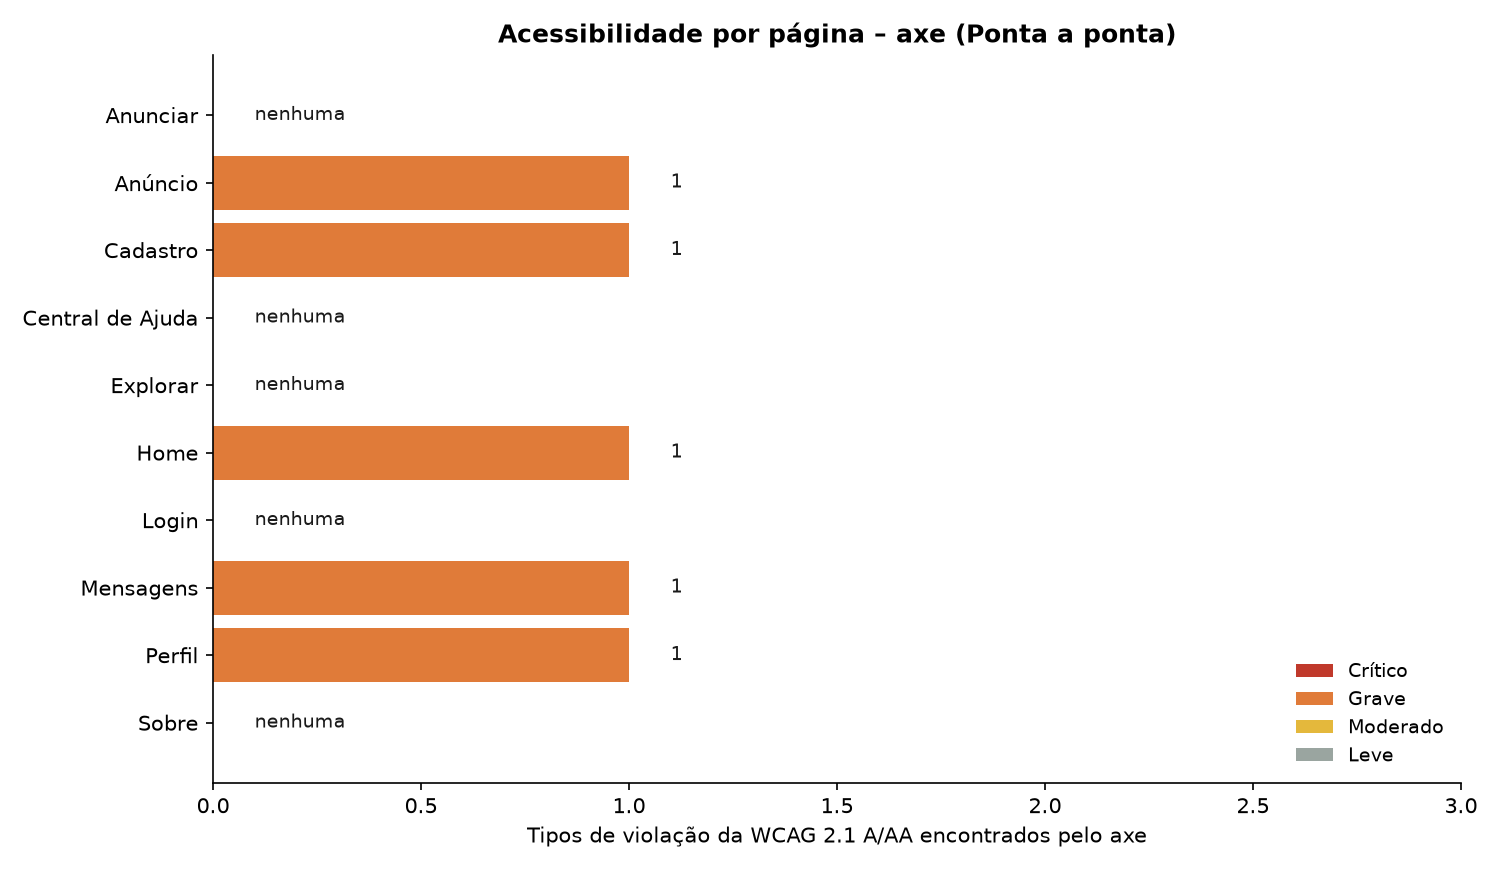 Acessibilidade por página – axe (Ponta a ponta)
Anunciar nenhuma
Anúncio 1
Cadastro 1
Central de Ajuda nenhuma
Explorar nenhuma
Home 1
Login nenhuma
Mensagens 1
Perfil 1
Sobre nenhuma
Crítico
Grave
Moderado
Leve
0.0 0.5 1.0 1.5 2.0 2.5 3.0
Tipos de violação da WCAG 2.1 A/AA encontrados pelo axe